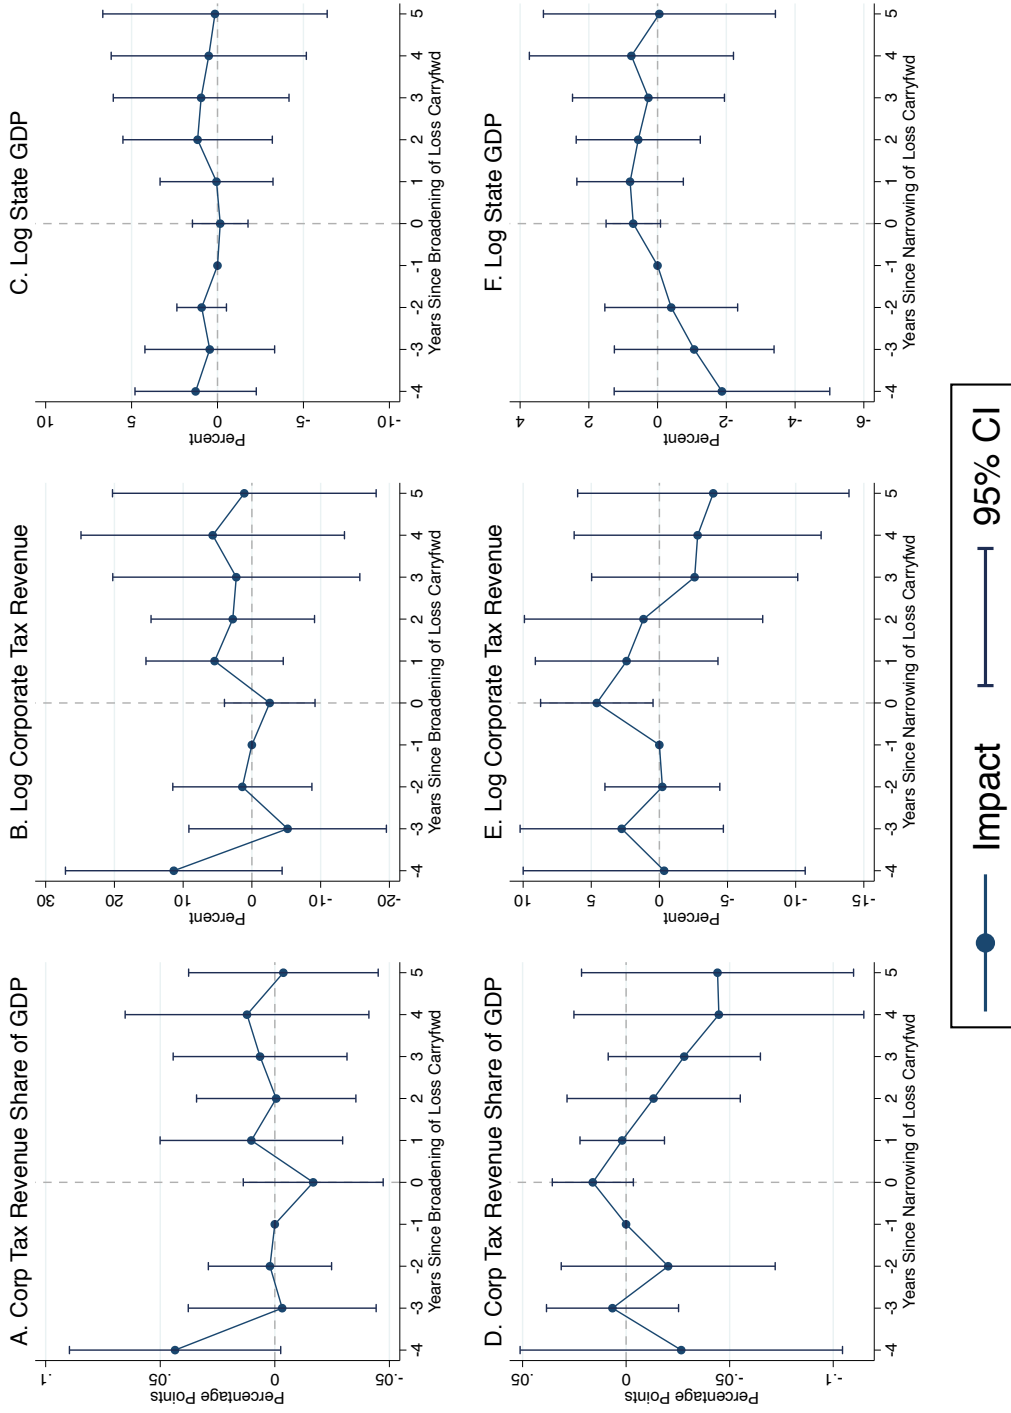 A. Corp Tax Revenue Share of GDP
Percentage Points
.1
.05
0
-.05
-4 -3 -2 -1 0 1 2 3 4 5
Years Since Broadening of Loss Carryfwd
B. Log Corporate Tax Revenue
Percent
30
20
10
0
-10
-20
-4 -3 -2 -1 0 1 2 3 4 5
Years Since Broadening of Loss Carryfwd
C. Log State GDP
Percent
10
5
0
-5
-10
-4 -3 -2 -1 0 1 2 3 4 5
Years Since Broadening of Loss Carryfwd
D. Corp Tax Revenue Share of GDP
Percentage Points
.05
0
-.05
-.1
-4 -3 -2 -1 0 1 2 3 4 5
Years Since Narrowing of Loss Carryfwd
E. Log Corporate Tax Revenue
Percent
10
5
0
-5
-10
-15
-4 -3 -2 -1 0 1 2 3 4 5
Years Since Narrowing of Loss Carryfwd
F. Log State GDP
Percent
4
2
0
-2
-4
-6
-4 -3 -2 -1 0 1 2 3 4 5
Years Since Narrowing of Loss Carryfwd
Impact 95% CI